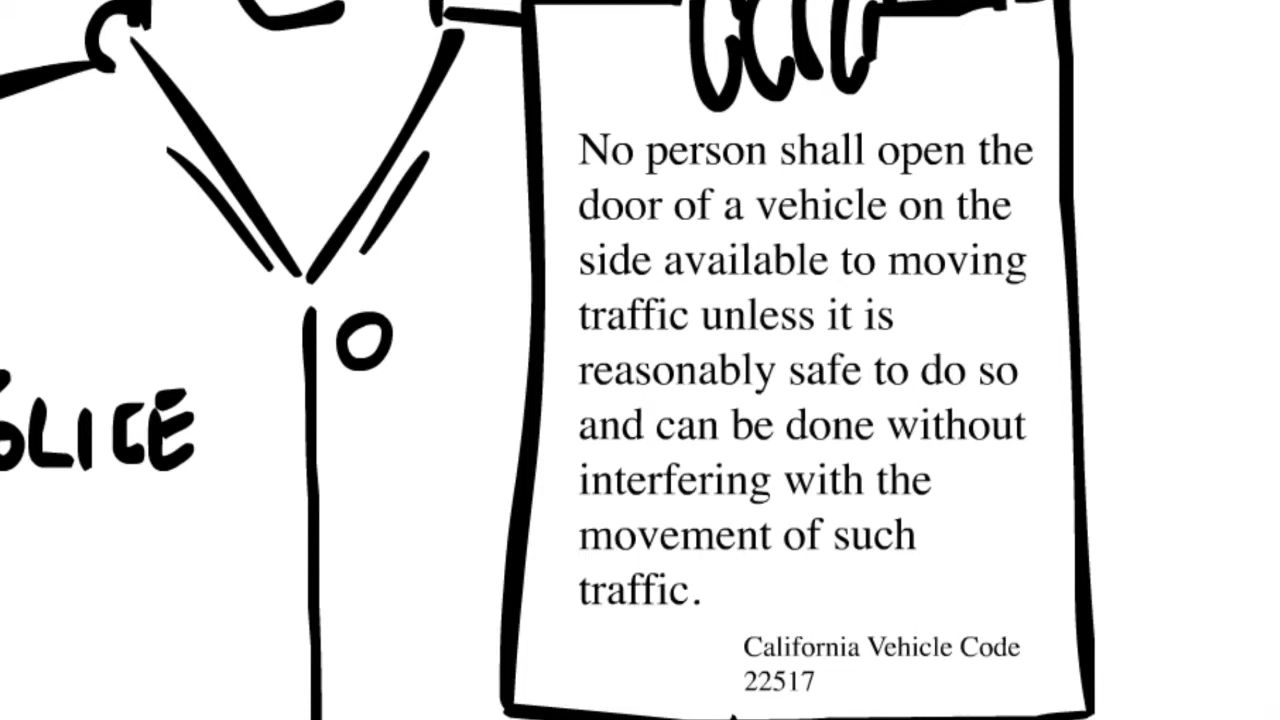 No person shall open the
door of a vehicle on the
side available to moving
traffic unless it is
reasonably safe to do so
and can be done without
interfering with the
movement of such
traffic.
California Vehicle Code
22517